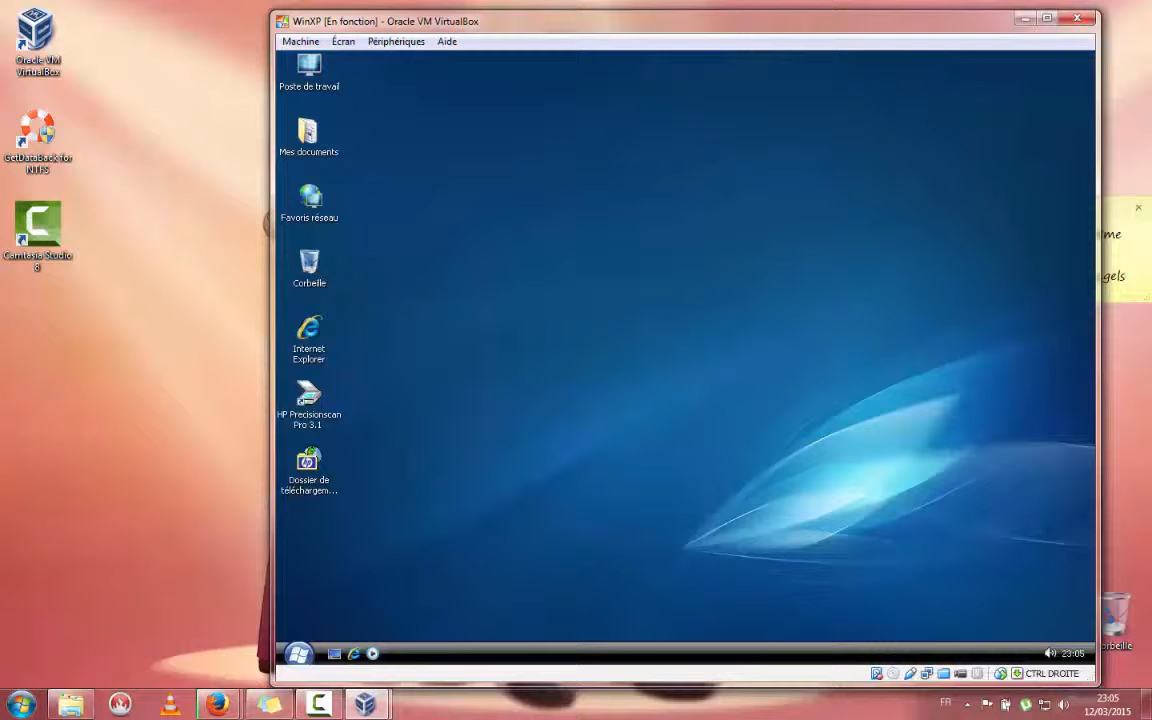 Oracle VM
VirtualBox
GetDataBack for
NTFS
Camtasia Studio
8
WinXP [En fonction] - Oracle VM VirtualBox
Machine Écran Périphériques Aide
Poste de travail
Mes documents
Favoris réseau
Corbeille
Internet
Explorer
HP Precisionscan
Pro 3.1
Dossier de
téléchargem...
me
gels
rbeille
23:05
CTRL DROITE
FR
23:05
12/03/2015